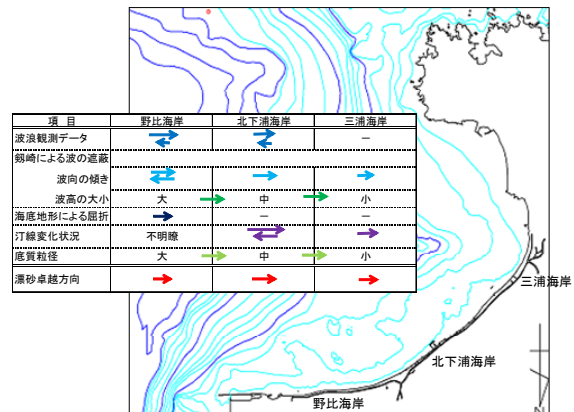 項 目 野比海岸 北下浦海岸 三浦海岸
波浪観測データ －
剱崎による波の遮蔽
波向の傾き
波高の大小 大 中 小
海底地形による屈折 － －
汀線変化状況 不明瞭
底質粒径 大 中 小
漂砂卓越方向
三浦海岸
北下浦海岸
野比海岸
N